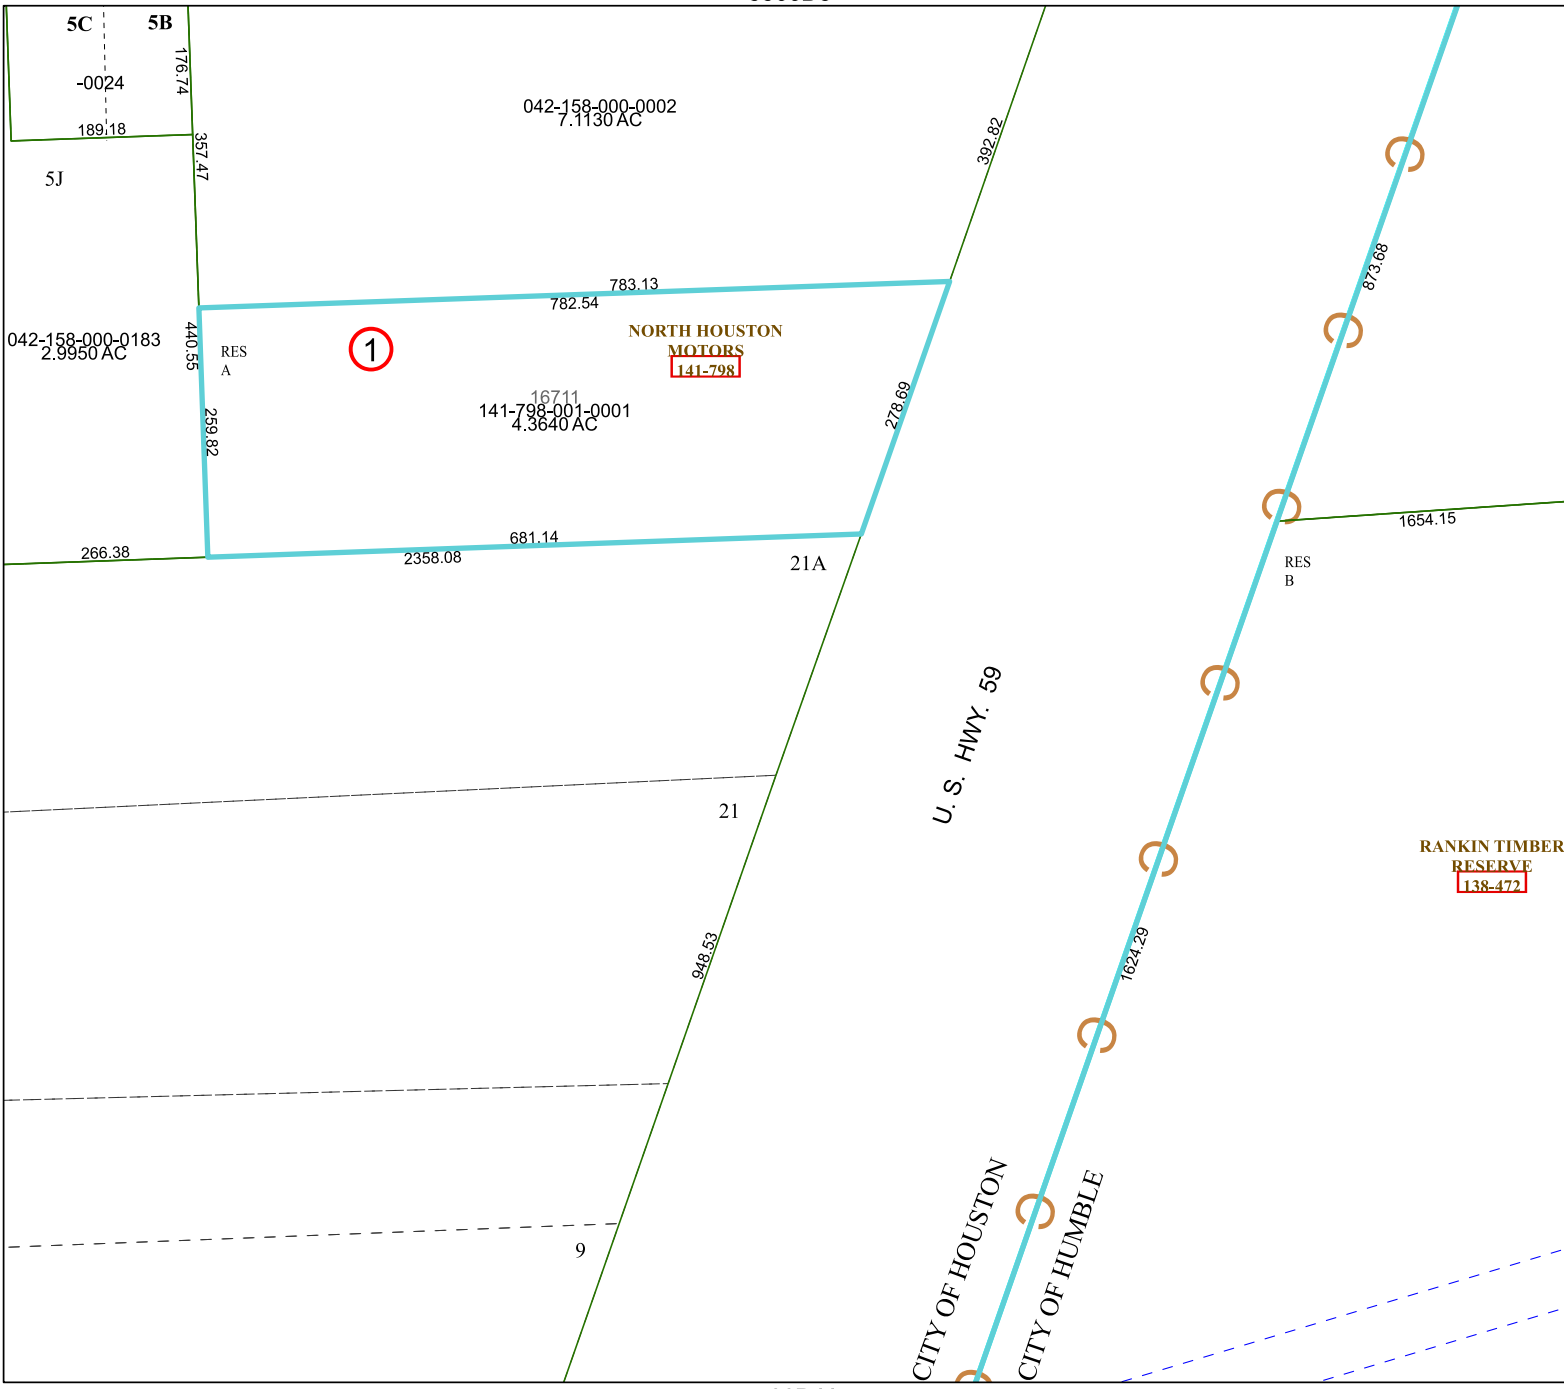 5C
5B
176.74
-0024
189.18
357.47
5J
042-158-000-0002
7.1130 AC
392.82
873.68
783.13
782.54
042-158-000-0183
2.9950 AC
440.55
RES
A
1
NORTH HOUSTON
MOTORS
141-798
278.69
259.82
16711
141-798-001-0001
4.3640 AC
266.38
681.14
2358.08
21A
1654.15
RES
B
U. S. HWY. 59
21
RANKIN TIMBER
RESERVE
138-472
948.53
1624.29
9
CITY OF HOUSTON
CITY OF HUMBLE